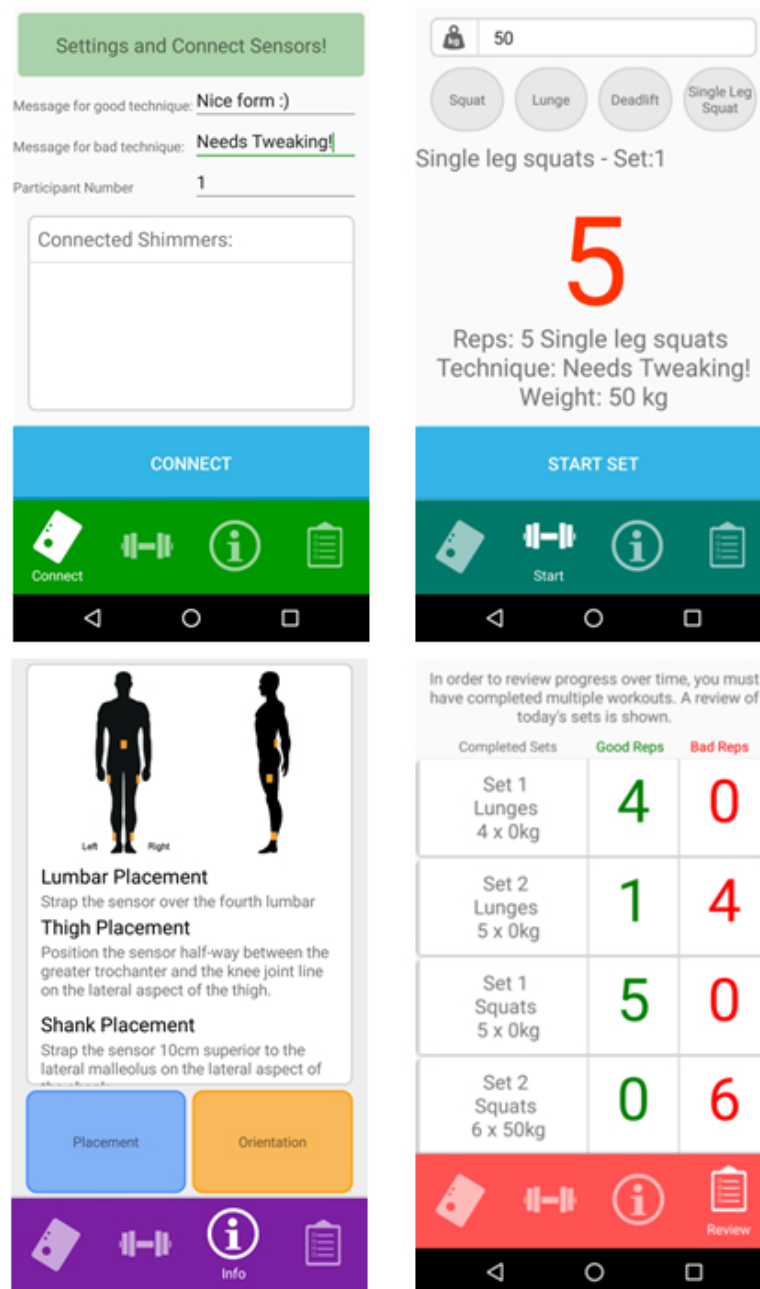 Settings and Connect Sensors!
Message for good technique: Nice form :)
Message for bad technique: Needs Tweaking!
Participant Number 1
Connected Shimmers:
CONNECT
Connect
kg 50
Squat Lunge Deadlift Single Leg
Squat
Single leg squats - Set:1
5
Reps: 5 Single leg squats
Technique: Needs Tweaking!
Weight: 50 kg
START SET
Start
Left Right
Lumbar Placement
Strap the sensor over the fourth lumbar
Thigh Placement
Position the sensor half-way between the
greater trochanter and the knee joint line
on the lateral aspect of the thigh.
Shank Placement
Strap the sensor 10cm superior to the
lateral malleolus on the lateral aspect of
Placement Orientation
Info
In order to review progress over time, you must
have completed multiple workouts. A review of
today's sets is shown.
Completed Sets Good Reps Bad Reps
Set 1
Lunges
4 x 0kg
4 0
Set 2
Lunges
5 x 0kg
1 4
Set 1
Squats
5 x 0kg
5 0
Set 2
Squats
6 x 50kg
0 6
Review